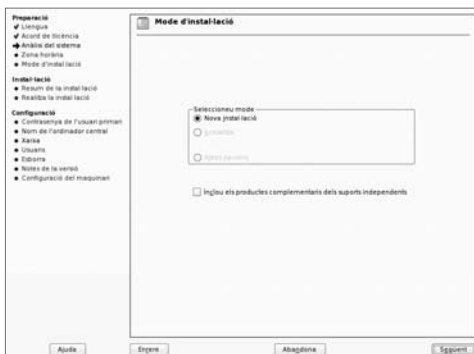 Preparació
Llengua
Acord de llicència
Anàlisi del sistema
Zona horària
Mode d'instal·lació
Instal·lació
Resum de la instal·lació
Realitza la instal·lació
Configuració
Contrasenya de l'usuari primari
Nom de l'ordinador central
Xarxa
Usuaris
Esborra
Notes de la versió
Configuració del maquinari
Mode d'instal·lació
Seleccioneu mode
Nova instal·lació
Actualitza
Altres opcions
Inclou els productes complementaris dels suports independents
Ajuda
Enrere
Abandona
Següent